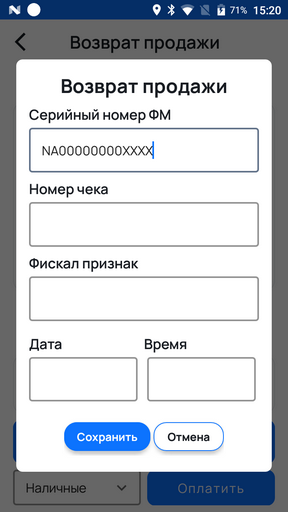 71% 15:20
Возврат продажи
Возврат продажи
Серийный номер ФМ
NA00000000XXXX
Номер чека
Фискал признак
Дата Время
Сохранить Отмена
Наличные Оплатить